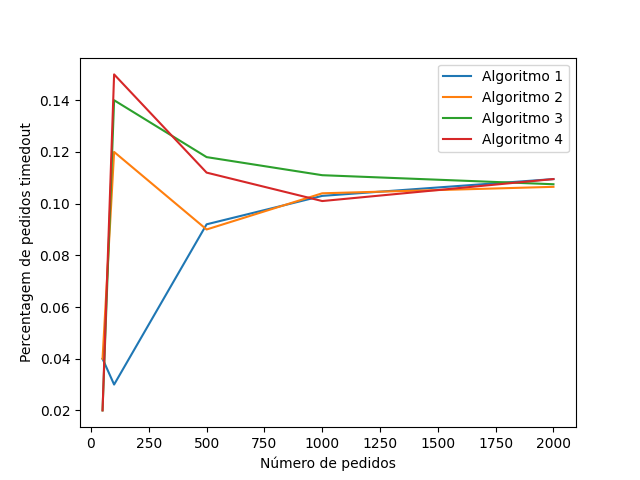 Percentagem de pedidos timedout
0.14
0.12
0.10
0.08
0.06
0.04
0.02
Algoritmo 1
Algoritmo 2
Algoritmo 3
Algoritmo 4
0 250 500 750 1000 1250 1500 1750 2000
Número de pedidos